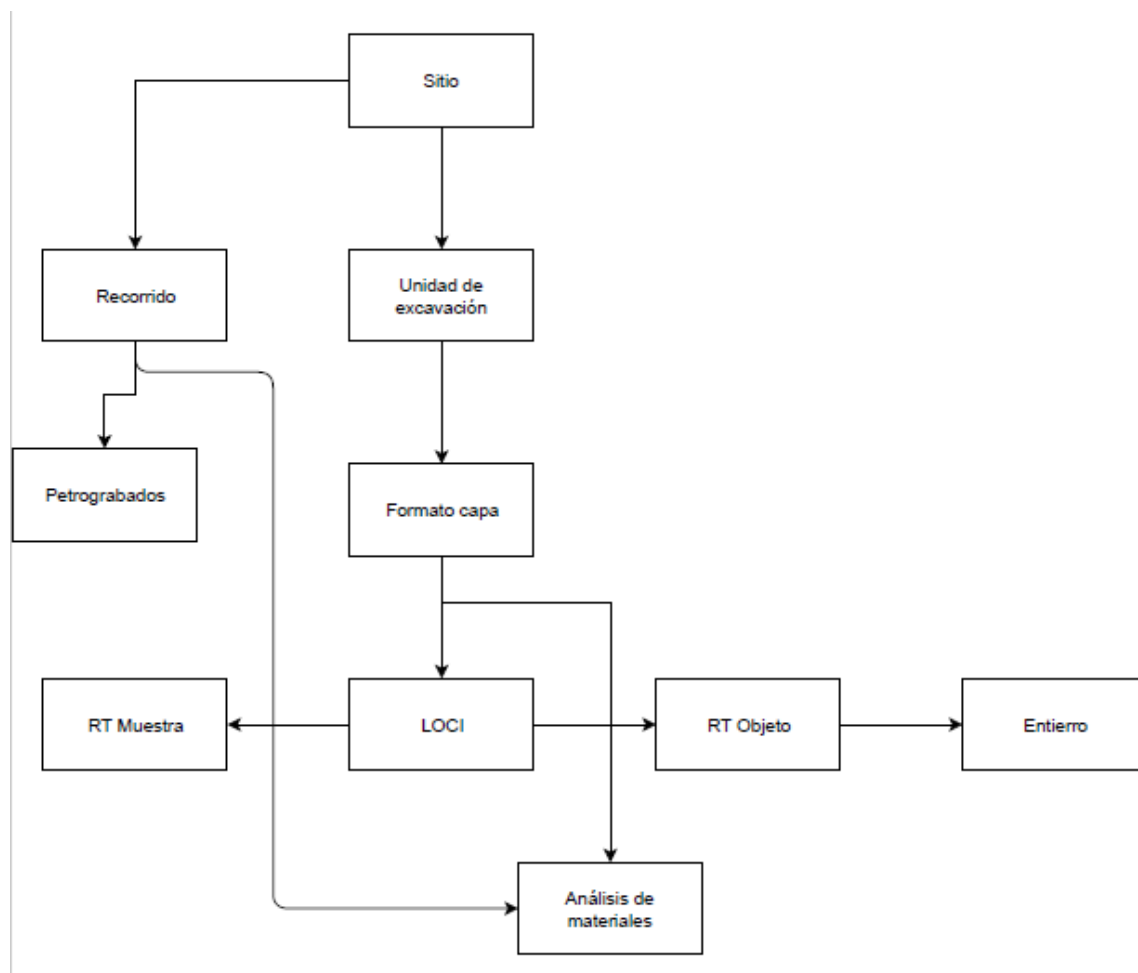 Sitio
Recorrido
Unidad de
excavación
Petrograbados
Formato capa
RT Muestra
LOCI
RT Objeto
Entierro
Análisis de
materiales